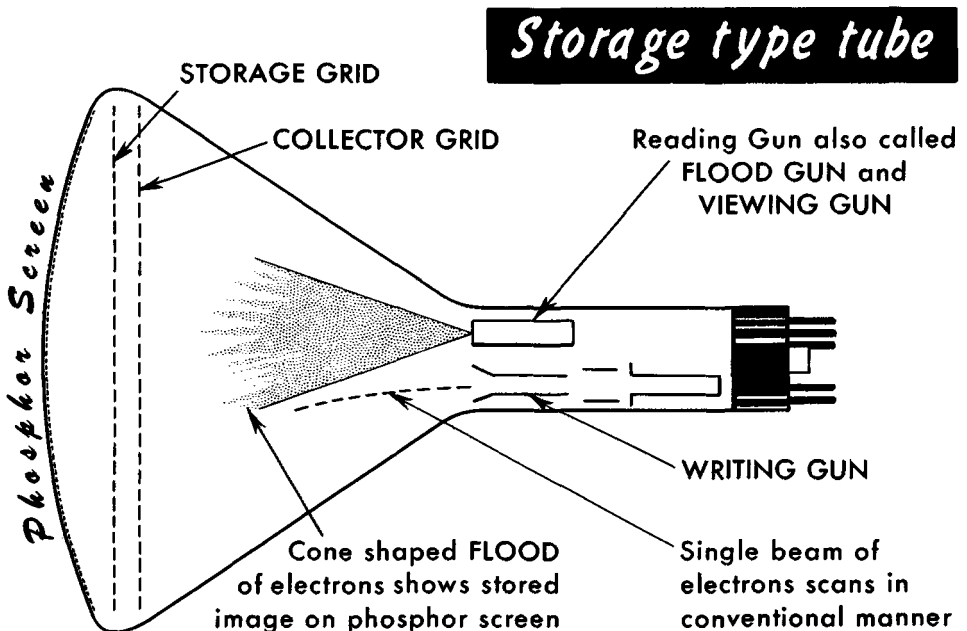 Storage type tube
STORAGE GRID
COLLECTOR GRID
Reading Gun also called
FLOOD GUN and
VIEWING GUN
Phosphor Screen
WRITING GUN
Cone shaped FLOOD
of electrons shows stored
image on phosphor screen
Single beam of
electrons scans in
conventional manner